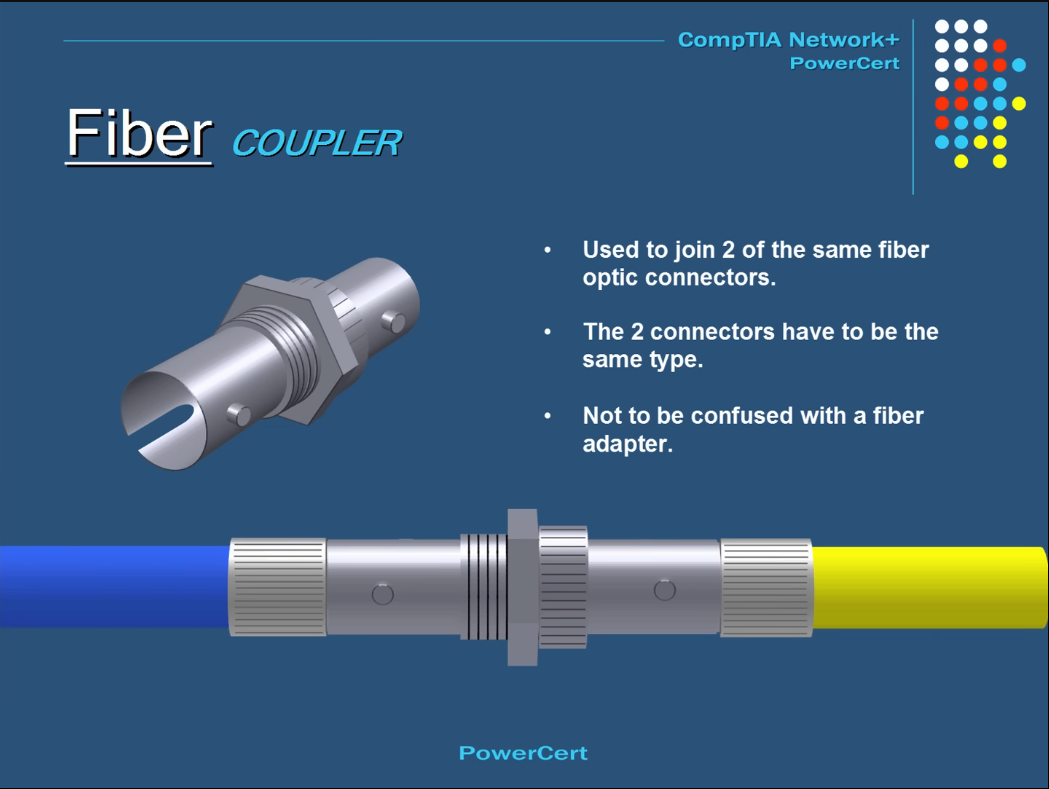 CompTIA Network+
PowerCert
Fiber COUPLER
• Used to join 2 of the same fiber
optic connectors.
• The 2 connectors have to be the
same type.
• Not to be confused with a fiber
adapter.
PowerCert